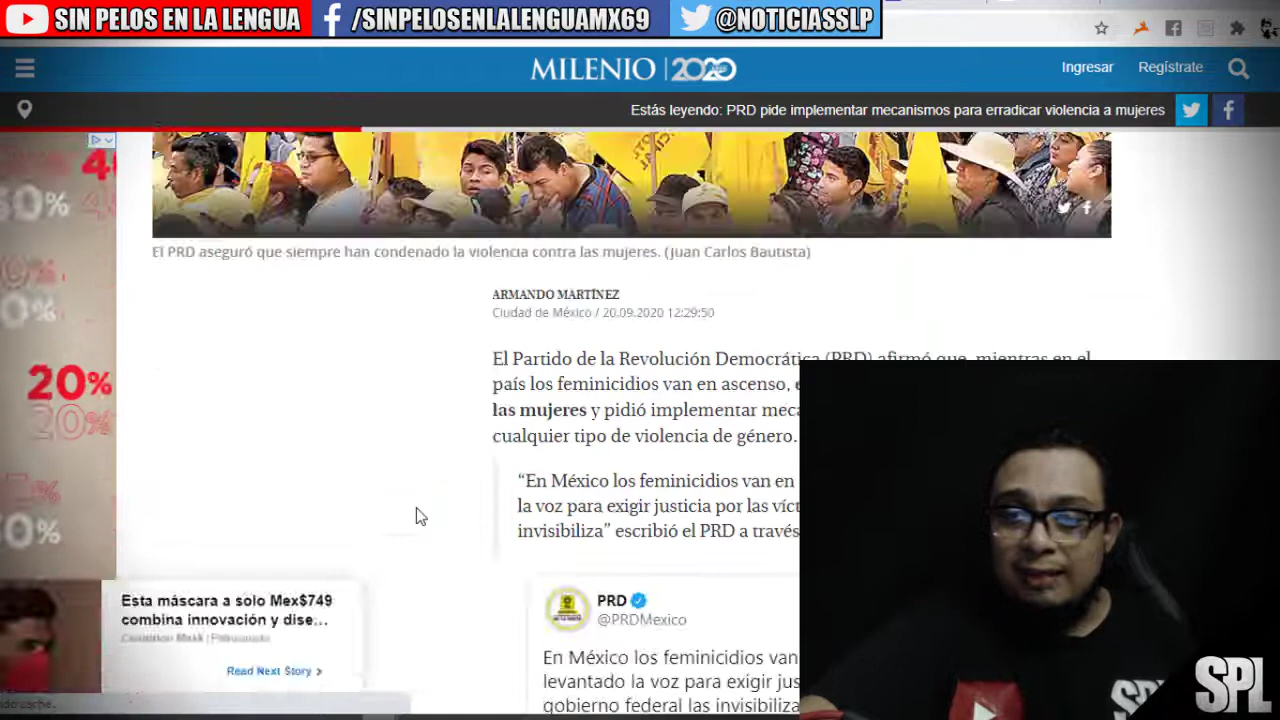 SIN PELOS EN LA LENGUA
/SINPELOSENLALENGUAMX69
@NOTICIASSLP
MILENIO 2020
Ingresar
Regístrate
Estás leyendo: PRD pide implementar mecanismos para erradicar violencia a mujeres
El PRD aseguró que siempre han condenado la violencia contra las mujeres. (Juan Carlos Bautista)
ARMANDO MARTÍNEZ
Ciudad de México / 20.09.2020 12:29:50
El Partido de la Revolución Democrática (PRD) afirmó que, mientras en el
país los feminicidios van en ascenso,
las mujeres y pidió implementar
cualquier tipo de violencia de género.
“En México los feminicidios van en
la voz para exigir justicia por las
invisibiliza” escribió el PRD a través
20%
20%
Esta máscara a solo Mex$749
combina innovación y dise...
Read Next Story >
PRD
@PRDMexico
En México los feminicidios van
levantado la voz para exigir
gobierno federal las invisibiliza
SPL